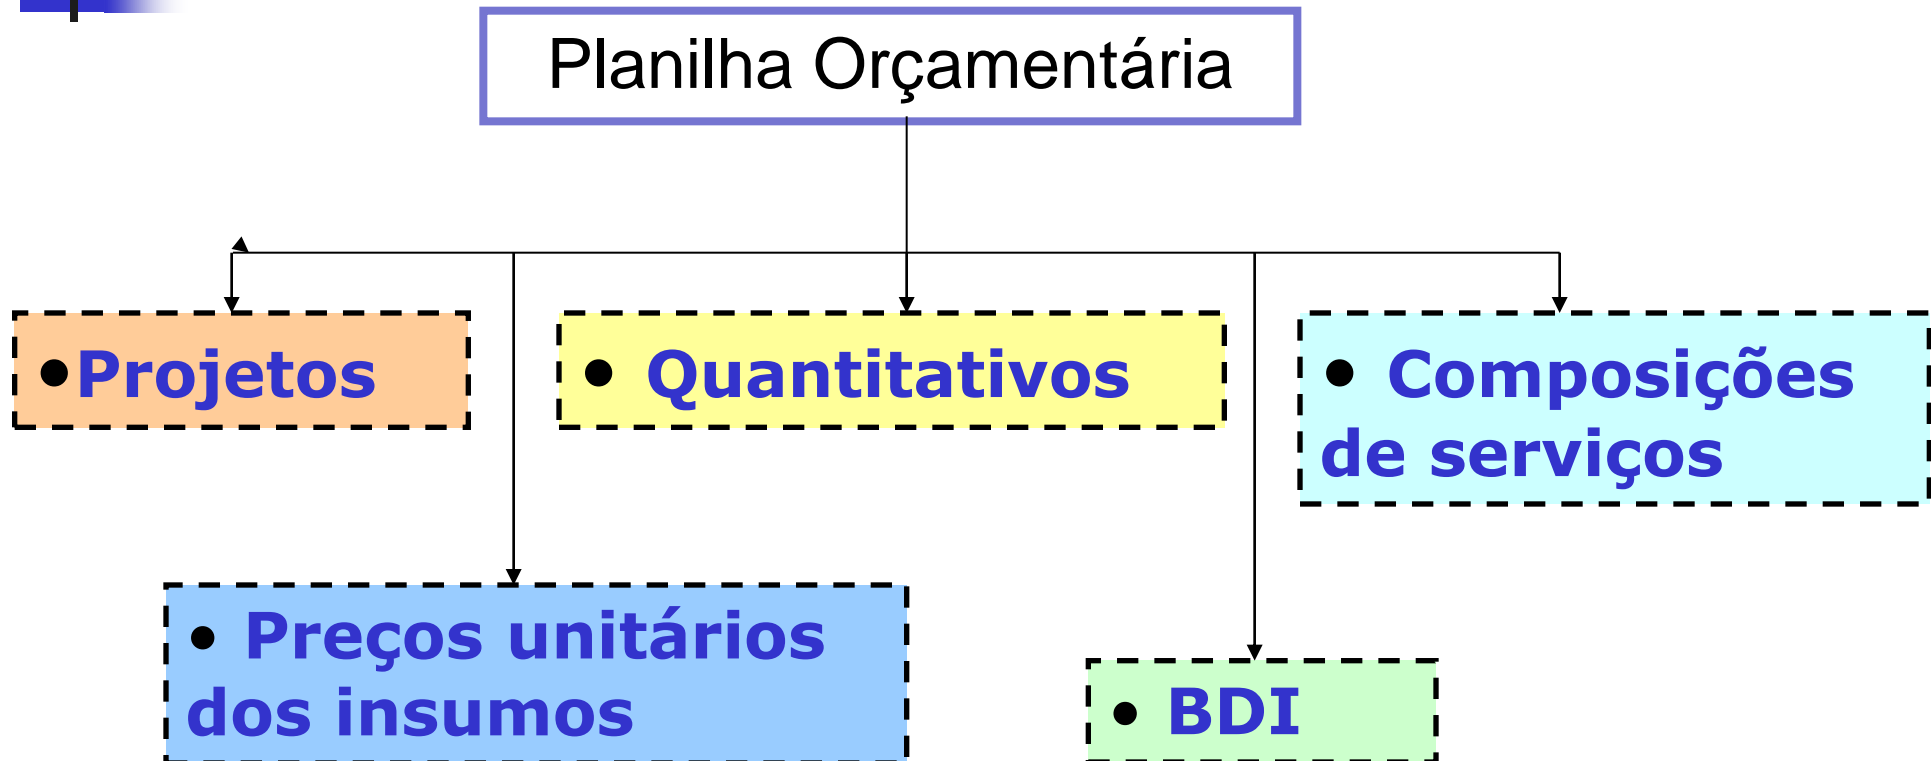 Planilha Orçamentária
•Projetos
• Quantitativos
• Composições
de serviços
• Preços unitários
dos insumos
• BDI